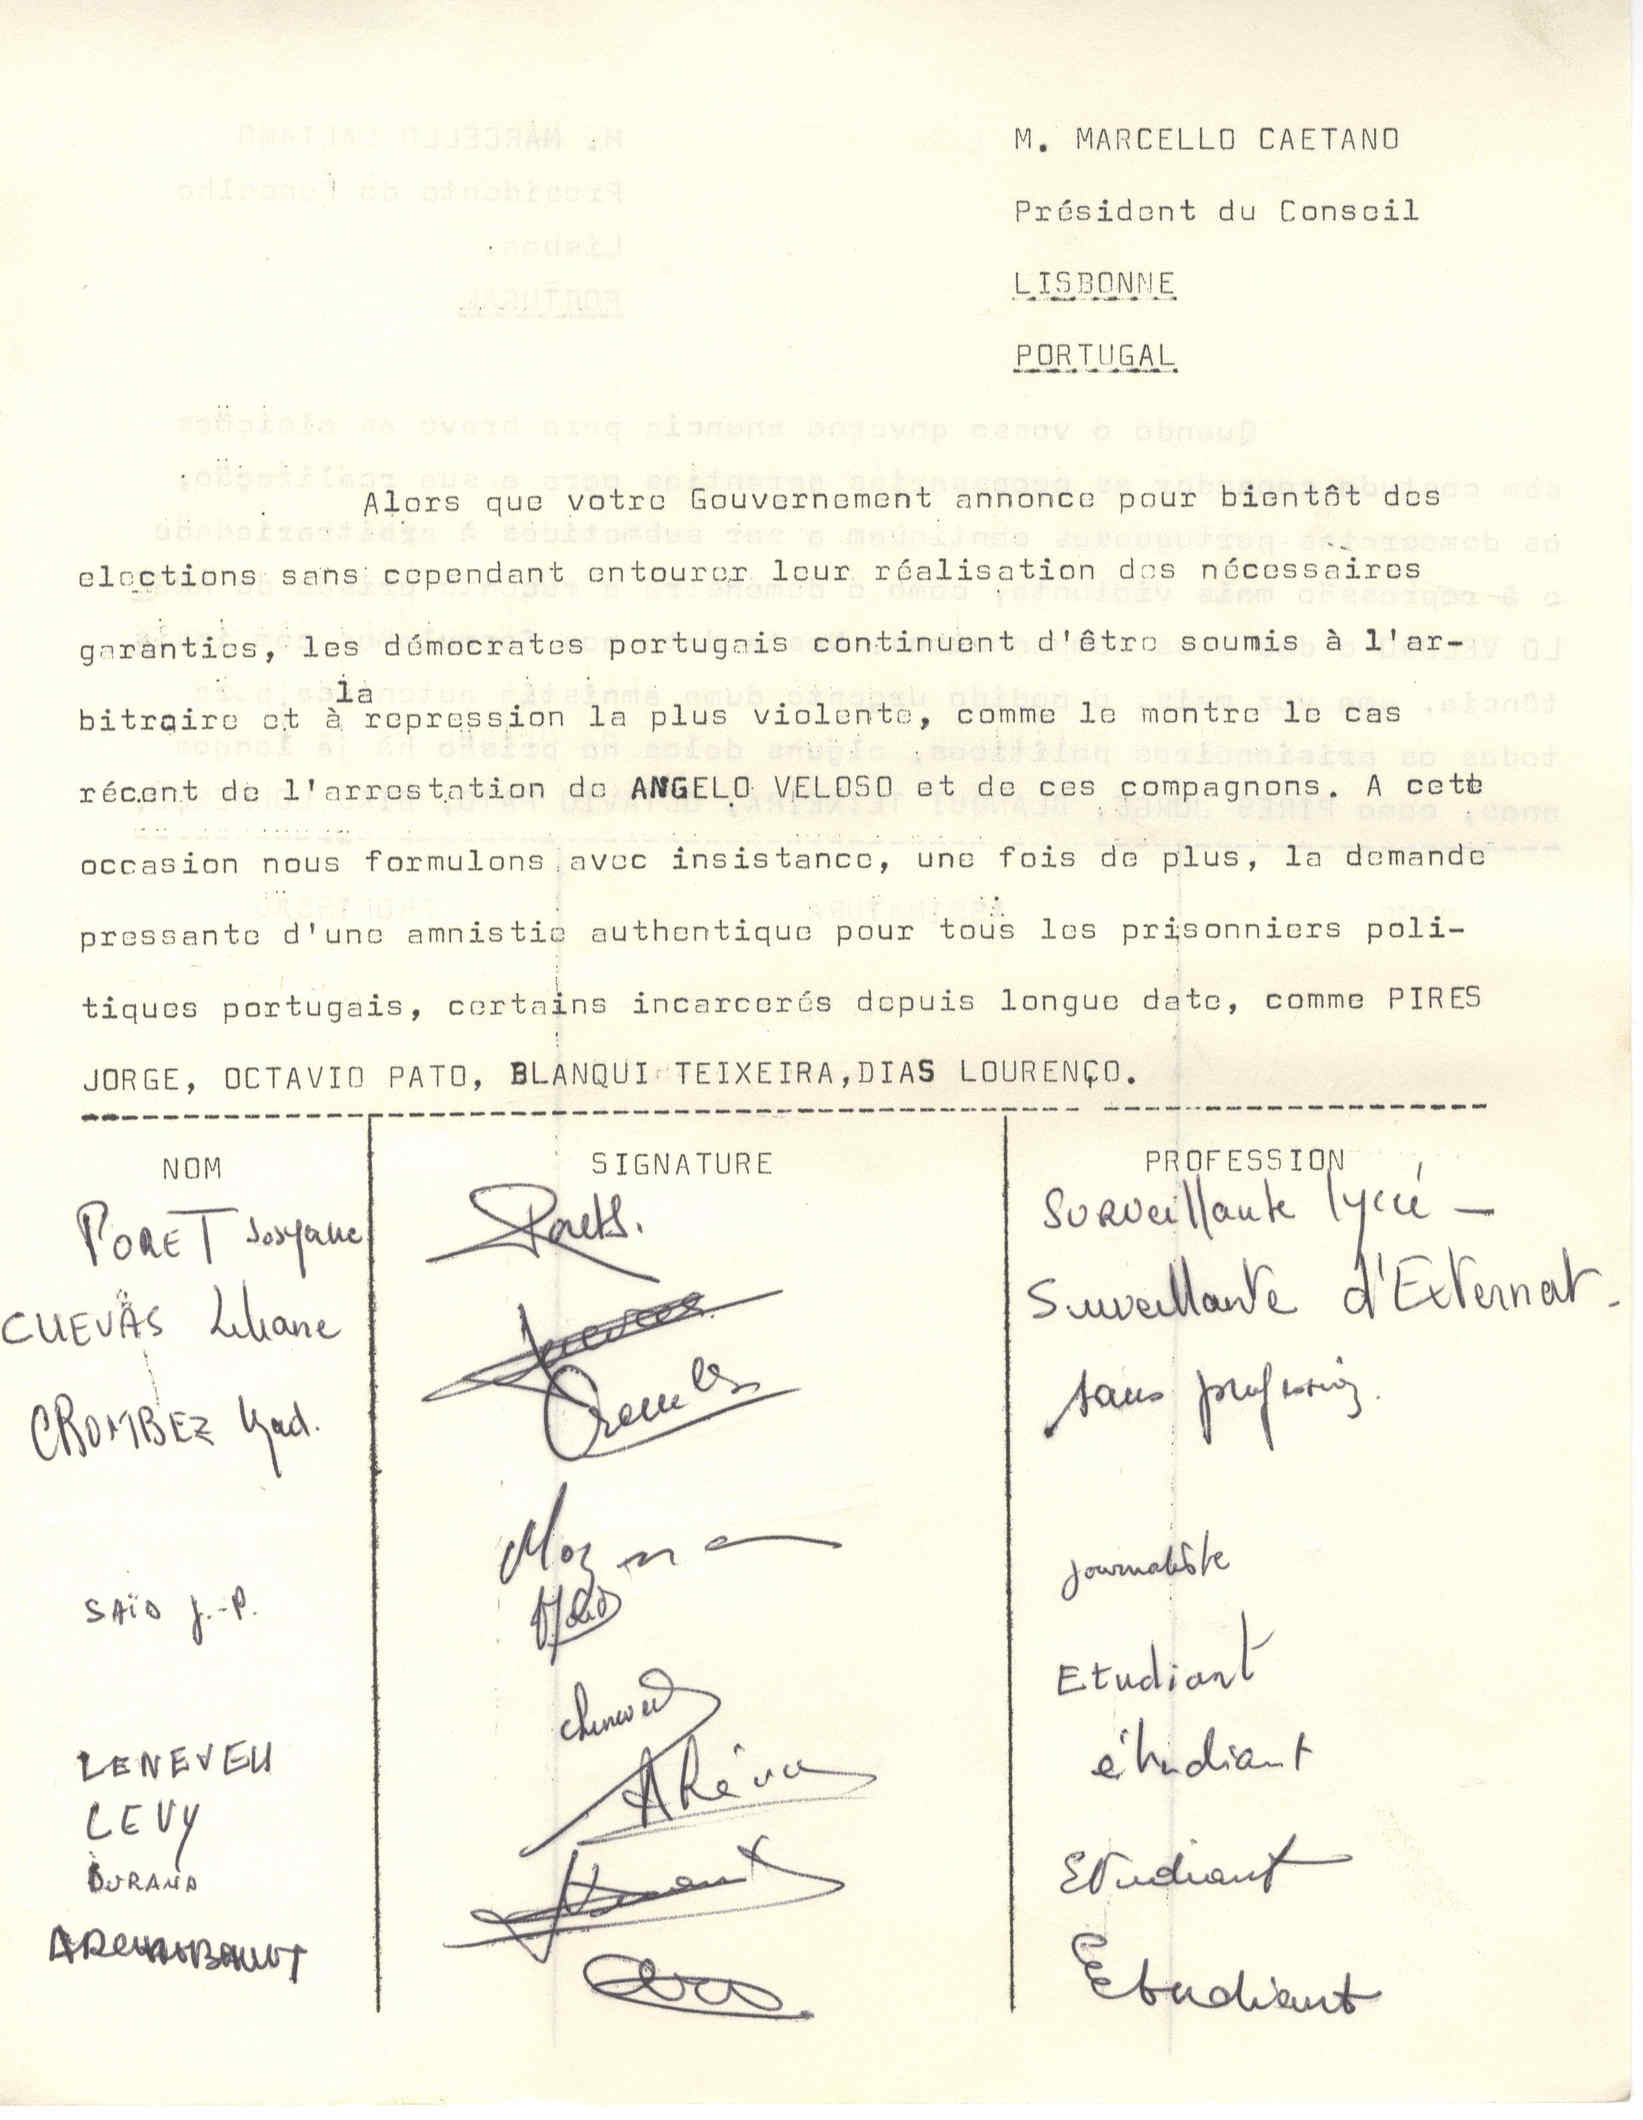 M. MARCELLO CAETANO
Président du Conseil
LISBONNE
PORTUGAL
Alors que votre Gouvernement annonce pour bientôt des
elections sans cependant entourer leur réalisation des nécessaires
garanties, les démocrates portugais continuent d'être soumis à l'ar-
bitraire et à la repression la plus violente, comme le montre le cas
récent de l'arrestation de ANGELO VELOSO et de ces compagnons. A cette
occasion nous formulons avec insistance, une fois de plus, la demande
pressante d'une amnistie authentique pour tous les prisonniers poli-
tiques portugais, certains incarcerés depuis longue date, comme PIRES
JORGE, OCTAVIO PATO, BLANQUI TEIXEIRA, DIAS LOURENÇO.
NOM SIGNATURE PROFESSION
PORET Josyane Surveillante lycée -
CUEVAS Liliane Surveillante d'Externat.
CROMBEZ sans profession.
journaliste
SAÏD J.-P.
Etudiant
LENEVEU étudiant
LEVY
DURAND Etudiant
ARCHAMBAULT Etudiant